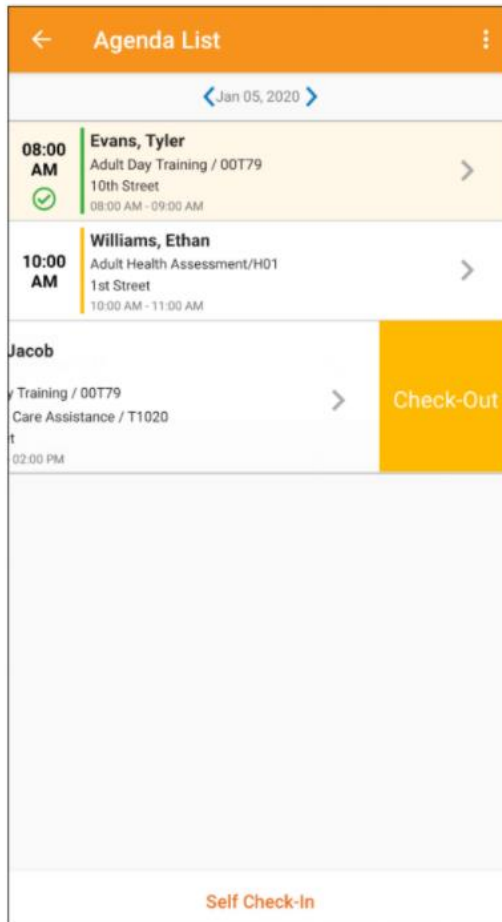 Agenda List
Jan 05, 2020
08:00
AM
Evans, Tyler
Adult Day Training / 00T79
10th Street
08:00 AM - 09:00 AM
10:00
AM
Williams, Ethan
Adult Health Assessment/H01
1st Street
10:00 AM - 11:00 AM
Jacob
y Training / 00T79
Care Assistance / T1020
t
- 02:00 PM
Check-Out
Self Check-In